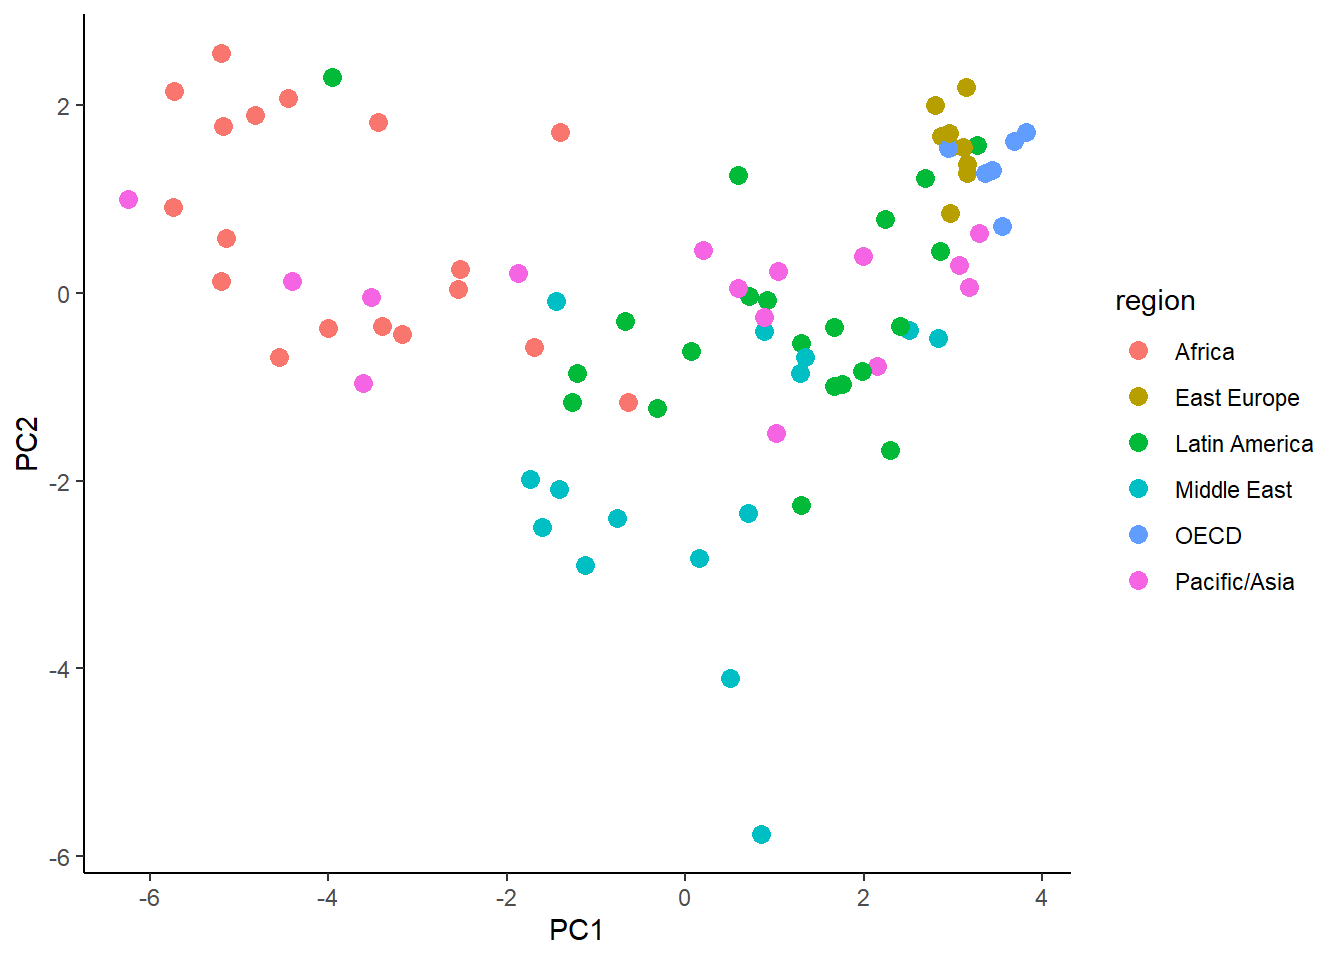 2
0
-2
-4
-6
PC2
-6
-4
-2
0
2
4
PC1
region
Africa
East Europe
Latin America
Middle East
OECD
Pacific/Asia